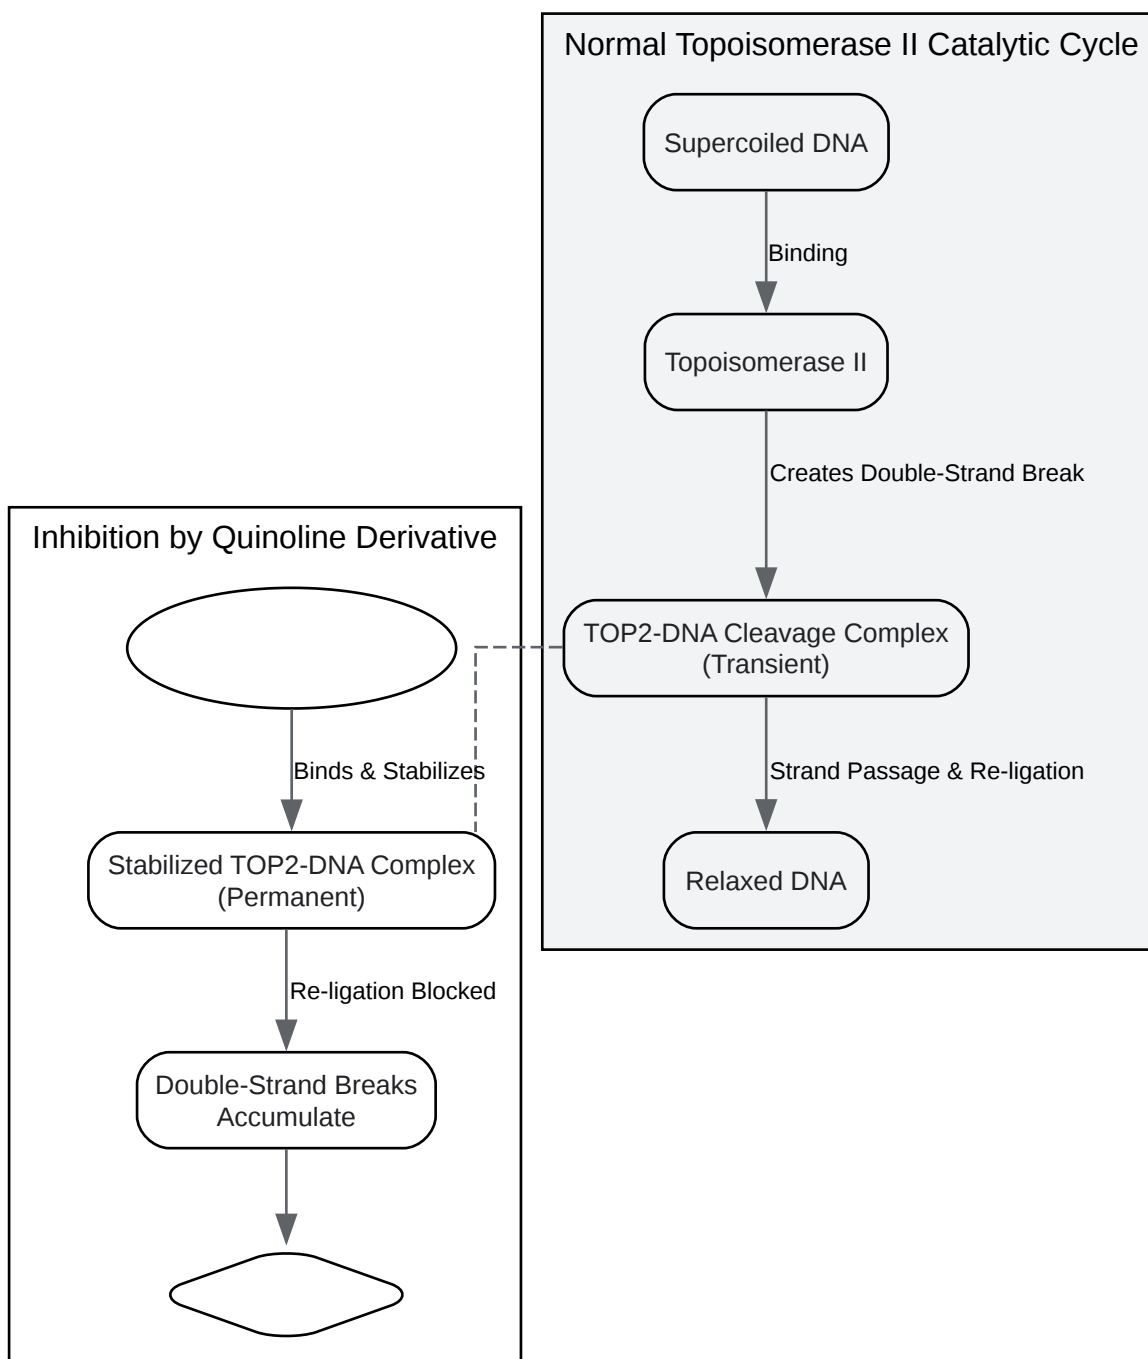 Normal Topoisomerase II Catalytic Cycle
Supercoiled DNA
Binding
Topoisomerase II
Creates Double-Strand Break
TOP2-DNA Cleavage Complex
(Transient)
Strand Passage & Re-ligation
Relaxed DNA
Inhibition by Quinoline Derivative
Binds & Stabilizes
Stabilized TOP2-DNA Complex
(Permanent)
Re-ligation Blocked
Double-Strand Breaks
Accumulate